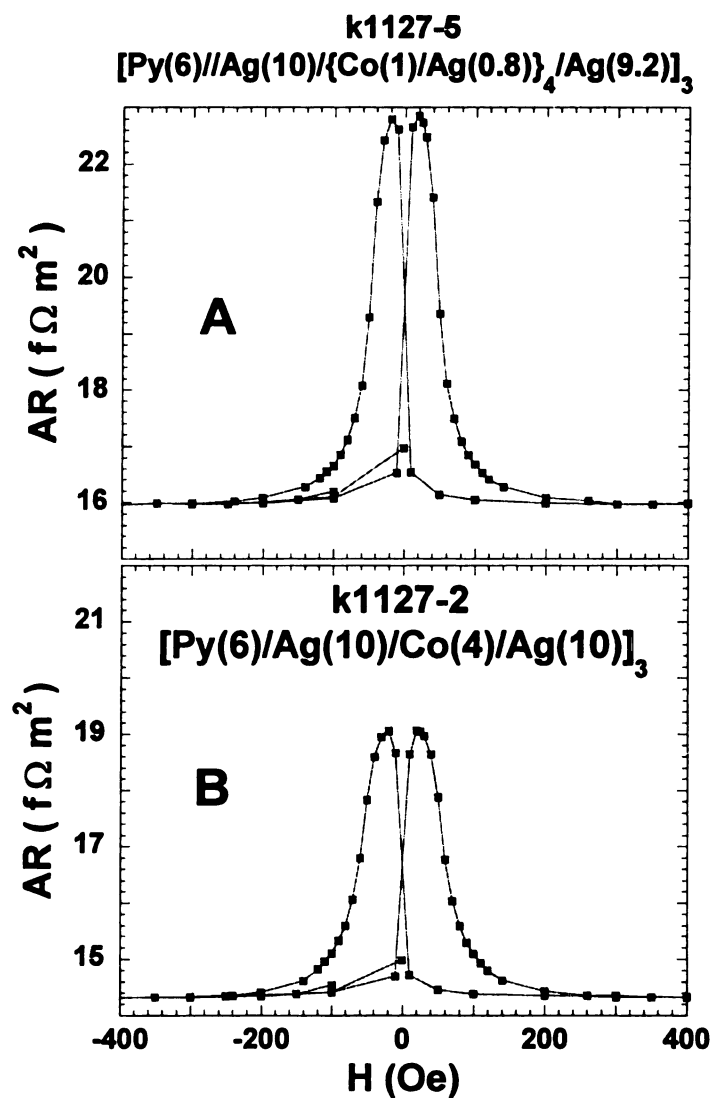 k1127-5
[Py(6)//Ag(10)/{Co(1)/Ag(0.8)}₄/Ag(9.2)]₃
22
20
18
16
AR ( f Ω m²)
A
k1127-2
[Py(6)/Ag(10)/Co(4)/Ag(10)]₃
21
19
17
15
AR ( f Ω m²)
B
-400 -200 0 200 400
H (Oe)